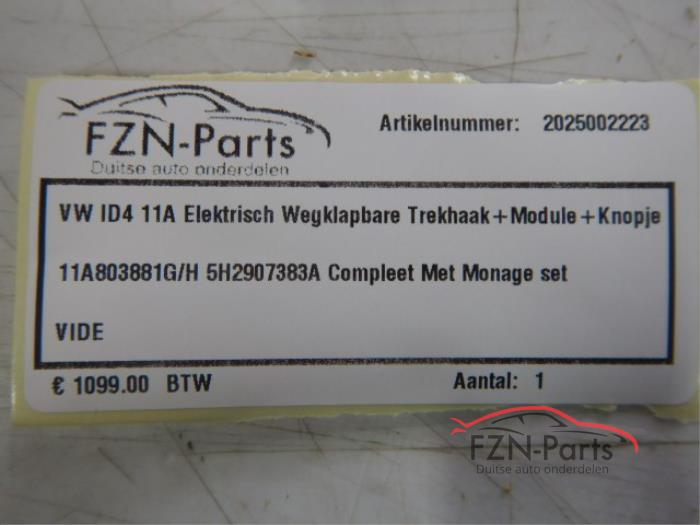 FZN-Parts
Duitse auto onderdelen
Artikelnummer: 2025002223
VW ID4 11A Elektrisch Wegklapbare Trekhaak+Module+Knopje
11A803881G/H 5H2907383A Compleet Met Monage set
VIDE
€ 1099.00 BTW
Aantal: 1
FZN-Parts
Duitse auto onderdelen